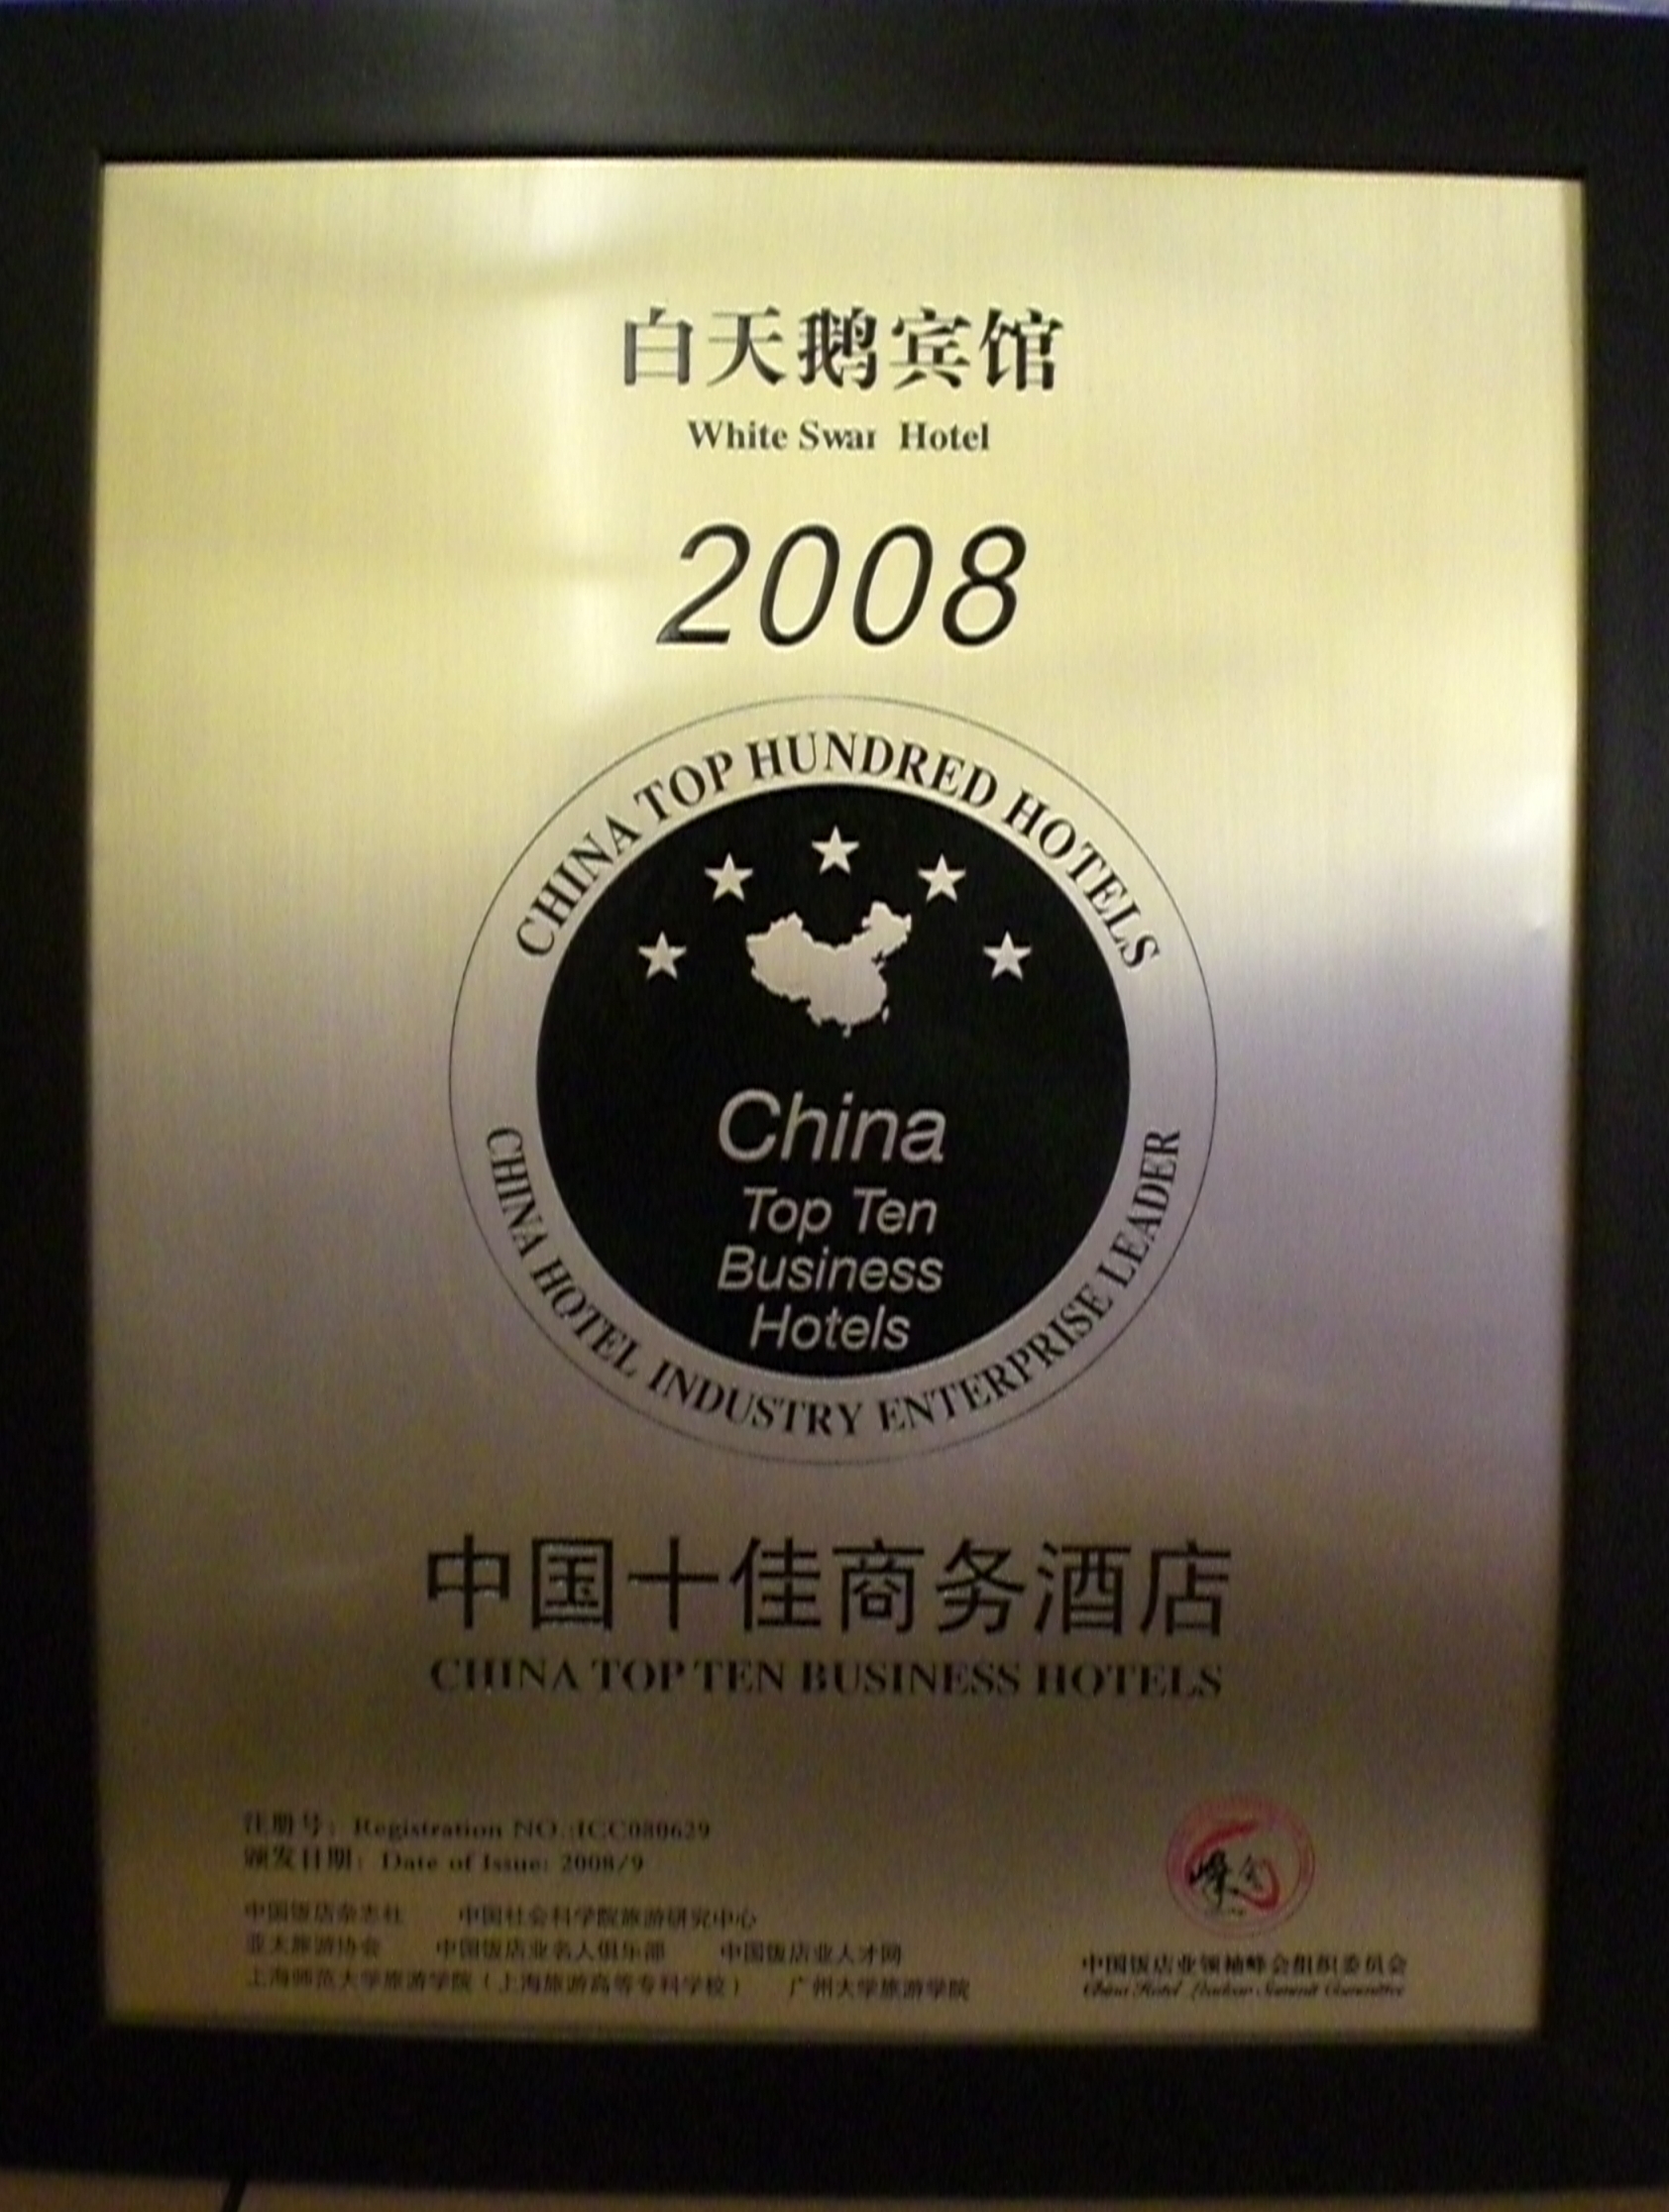 白天鹅宾馆
White Swan Hotel
2008
CHINA TOP HUNDRED HOTELS
China
Top Ten
Business
Hotels
CHINA HOTEL INDUSTRY ENTERPRISE LEADER
中国十佳商务酒店
CHINA TOP TEN BUSINESS HOTELS
注册号：Registration NO.:ICC080629
颁发日期：Date of Issue: 2008/9
中国饭店杂志社 中国社会科学院旅游研究中心
亚太旅游协会 中国饭店业名人俱乐部 中国饭店业人才网
上海师范大学旅游学院（上海旅游高等专科学校） 广州大学旅游学院
中国饭店业领袖峰会组织委员会
China Hotel Leaders Summit Committee